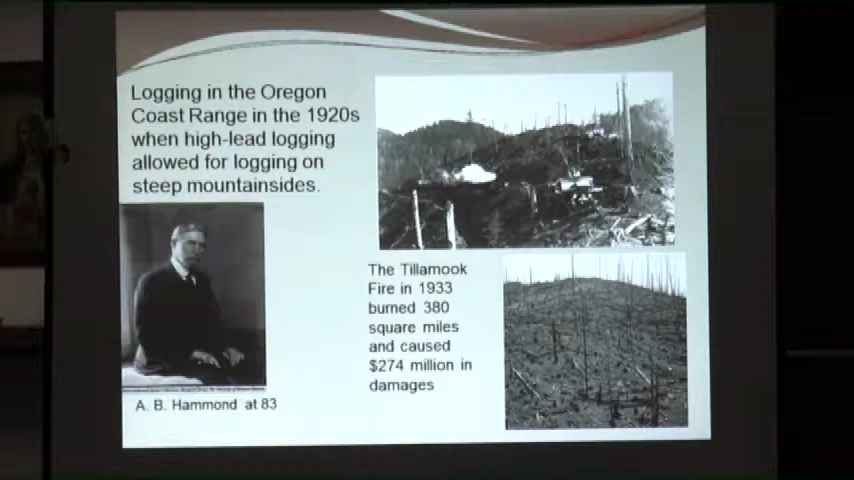 Logging in the Oregon
Coast Range in the 1920s
when high-lead logging
allowed for logging on
steep mountainsides.
The Tillamook
Fire in 1933
burned 380
square miles
and caused
$274 million in
damages
A. B. Hammond at 83